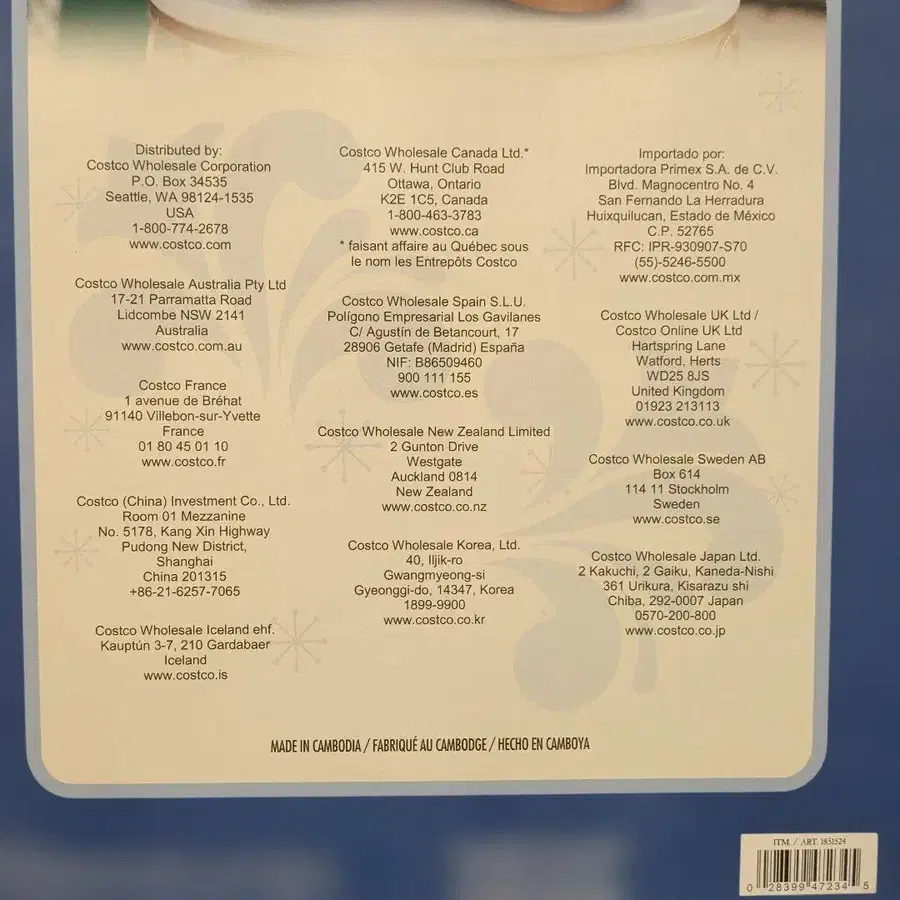 Distributed by:
Costco Wholesale Corporation
P.O. Box 34535
Seattle, WA 98124-1535
USA
1-800-774-2678
www.costco.com
Costco Wholesale Australia Pty Ltd
17-21 Parramatta Road
Lidcombe NSW 2141
Australia
www.costco.com.au
Costco France
1 avenue de Bréhat
91140 Villebon-sur-Yvette
France
01 80 45 01 10
www.costco.fr
Costco (China) Investment Co., Ltd.
Room 01 Mezzanine
No. 5178, Kang Xin Highway
Pudong New District,
Shanghai
China 201315
+86-21-6257-7065
Costco Wholesale Iceland ehf.
Kauptún 3-7, 210 Gardabaer
Iceland
www.costco.is
Costco Wholesale Canada Ltd.*
415 W. Hunt Club Road
Ottawa, Ontario
K2E 1C5, Canada
1-800-463-3783
www.costco.ca
* faisant affaire au Québec sous
le nom les Entrepôts Costco
Costco Wholesale Spain S.L.U.
Polígono Empresarial Los Gavilanes
C/ Agustín de Betancourt, 17
28906 Getafe (Madrid) España
NIF: B86509460
900 111 155
www.costco.es
Costco Wholesale New Zealand Limited
2 Gunton Drive
Westgate
Auckland 0814
New Zealand
www.costco.co.nz
Costco Wholesale Korea, Ltd.
40, Iljik-ro
Gwangmyeong-si
Gyeonggi-do, 14347, Korea
1899-9900
www.costco.co.kr
Importado por:
Importadora Primex S.A. de C.V.
Blvd. Magnocentro No. 4
San Fernando La Herradura
Huixquilucan, Estado de México
C.P. 52765
RFC: IPR-930907-S70
(55)-5246-5500
www.costco.com.mx
Costco Wholesale UK Ltd /
Costco Online UK Ltd
Hartspring Lane
Watford, Herts
WD25 8JS
United Kingdom
01923 213113
www.costco.co.uk
Costco Wholesale Sweden AB
Box 614
114 11 Stockholm
Sweden
www.costco.se
Costco Wholesale Japan Ltd.
2 Kakuchi, 2 Gaiku, Kaneda-Nishi
361 Urikura, Kisarazu shi
Chiba, 292-0007 Japan
0570-200-800
www.costco.co.jp
MADE IN CAMBODIA / FABRIQUÉ AU CAMBODGE / HECHO EN CAMBOYA
ITM. / ART. 1831524
0 28399 47234 5